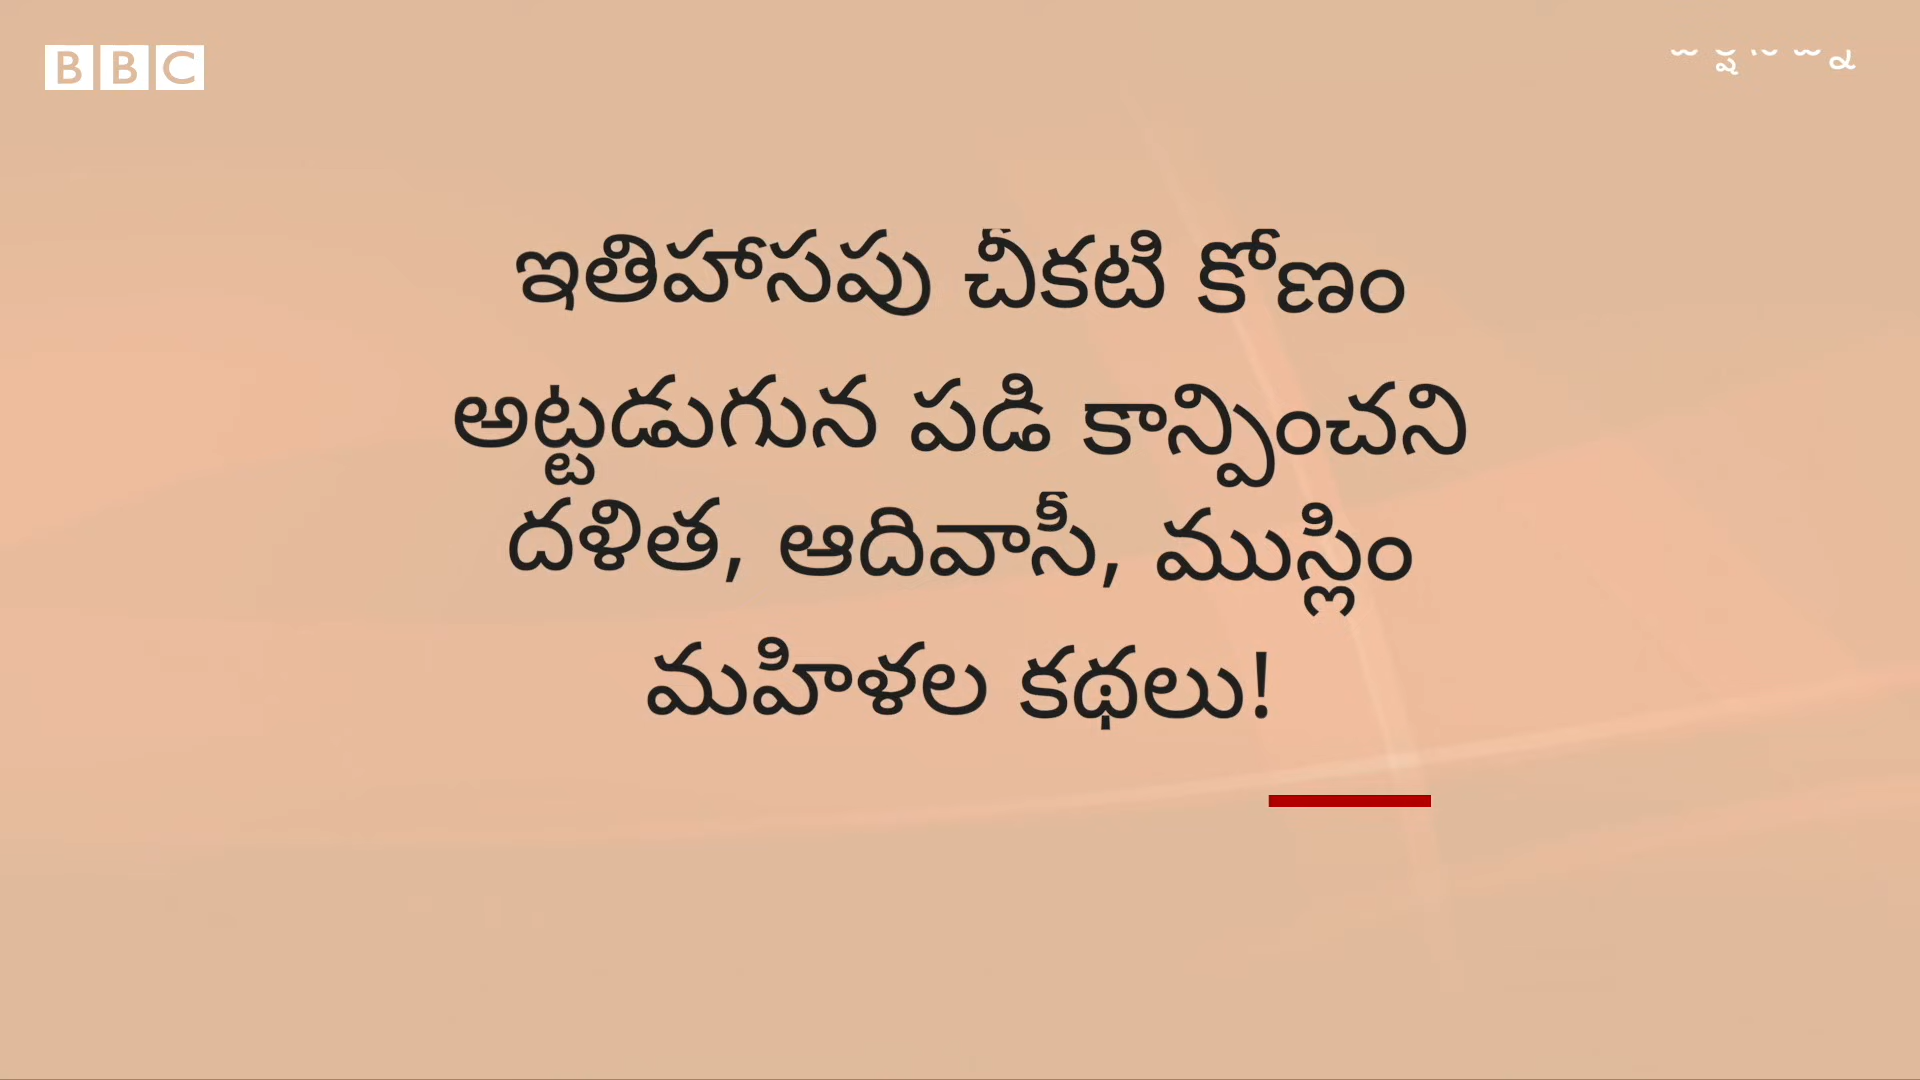 BBC
ఇతిహాసపు చీకటి కోణం
అట్టడుగున పడి కాన్పించని
దళిత, ఆదివాసీ, ముస్లిం
మహిళల కథలు!